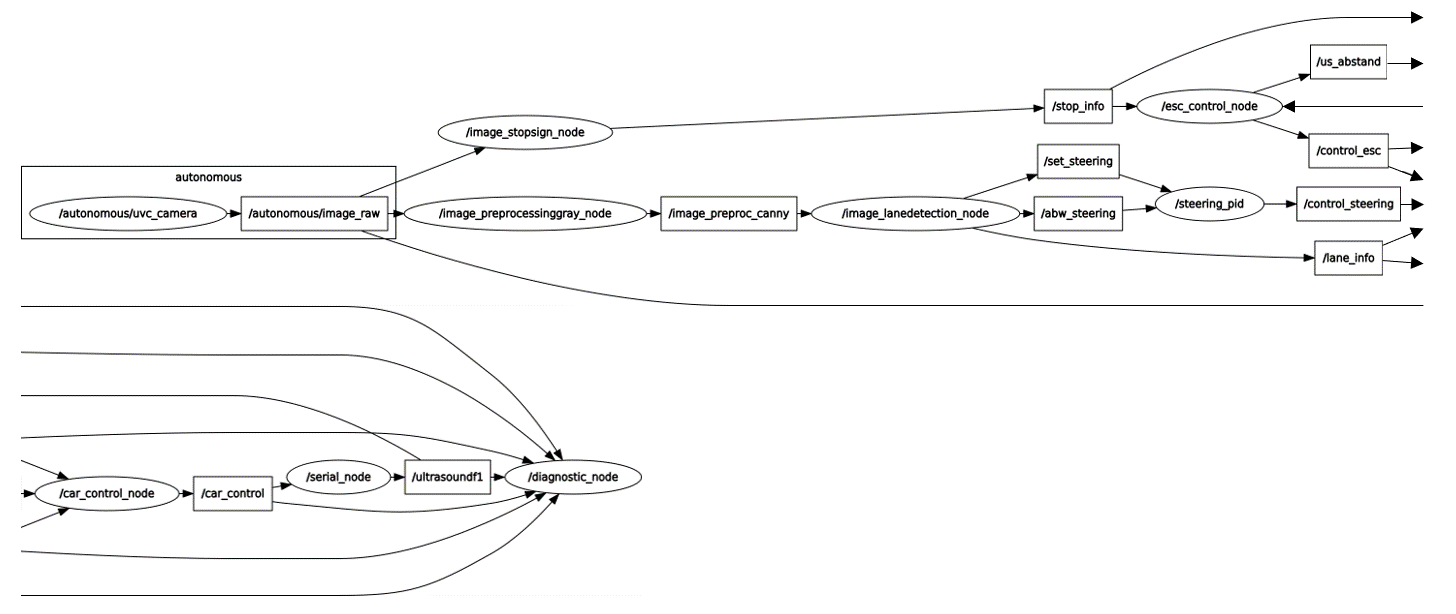 /us_abstand
/stop_info
/esc_control_node
/image_stopsign_node
/control_esc
/set_steering
autonomous
/autonomous/uvc_camera
/autonomous/image_raw
/image_preprocessinggray_node
/image_preproc_canny
/image_lanedetection_node
/abw_steering
/steering_pid
/control_steering
/lane_info
/car_control_node
/car_control
/serial_node
/ultrasoundf1
/diagnostic_node